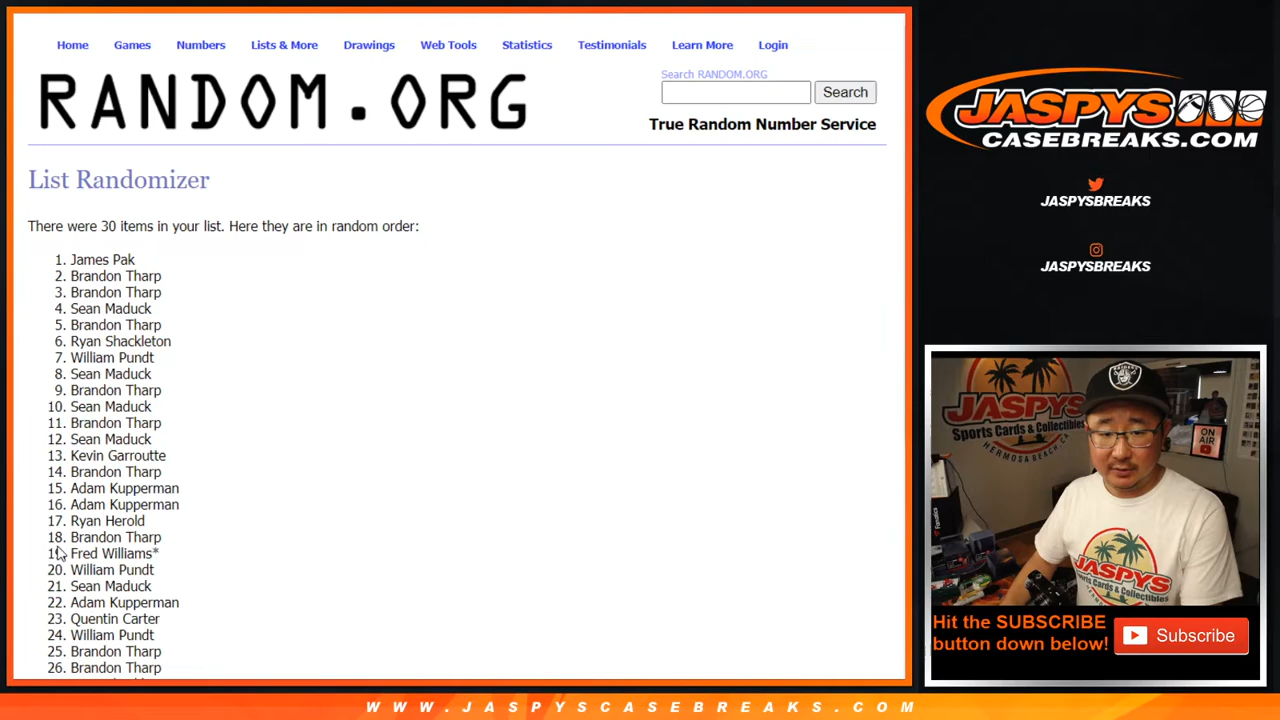 Home Games Numbers Lists & More Drawings Web Tools Statistics Testimonials Learn More Login
RANDOM.ORG
Search RANDOM.ORG
Search
True Random Number Service
List Randomizer
There were 30 items in your list. Here they are in random order:
1. James Pak
2. Brandon Tharp
3. Brandon Tharp
4. Sean Maduck
5. Brandon Tharp
6. Ryan Shackleton
7. William Pundt
8. Sean Maduck
9. Brandon Tharp
10. Sean Maduck
11. Brandon Tharp
12. Sean Maduck
13. Kevin Garroutte
14. Brandon Tharp
15. Adam Kupperman
16. Adam Kupperman
17. Ryan Herold
18. Brandon Tharp
Fred Williams*
20. William Pundt
21. Sean Maduck
22. Adam Kupperman
23. Quentin Carter
24. William Pundt
25. Brandon Tharp
26. Brandon Tharp
JASPYS
CASEBREAKS.COM
JASPYSBREAKS
JASPYSBREAKS
RAIDERS
JASPYS
Sports Cards & Collectibles
HERMOSA BEACH, CA
ON AIR
Fanatics
JASPYS
Sports Cards & Collectibles
Hit the SUBSCRIBE
button down below!
Subscribe
WWW.JASPYSCASEBREAKS.COM